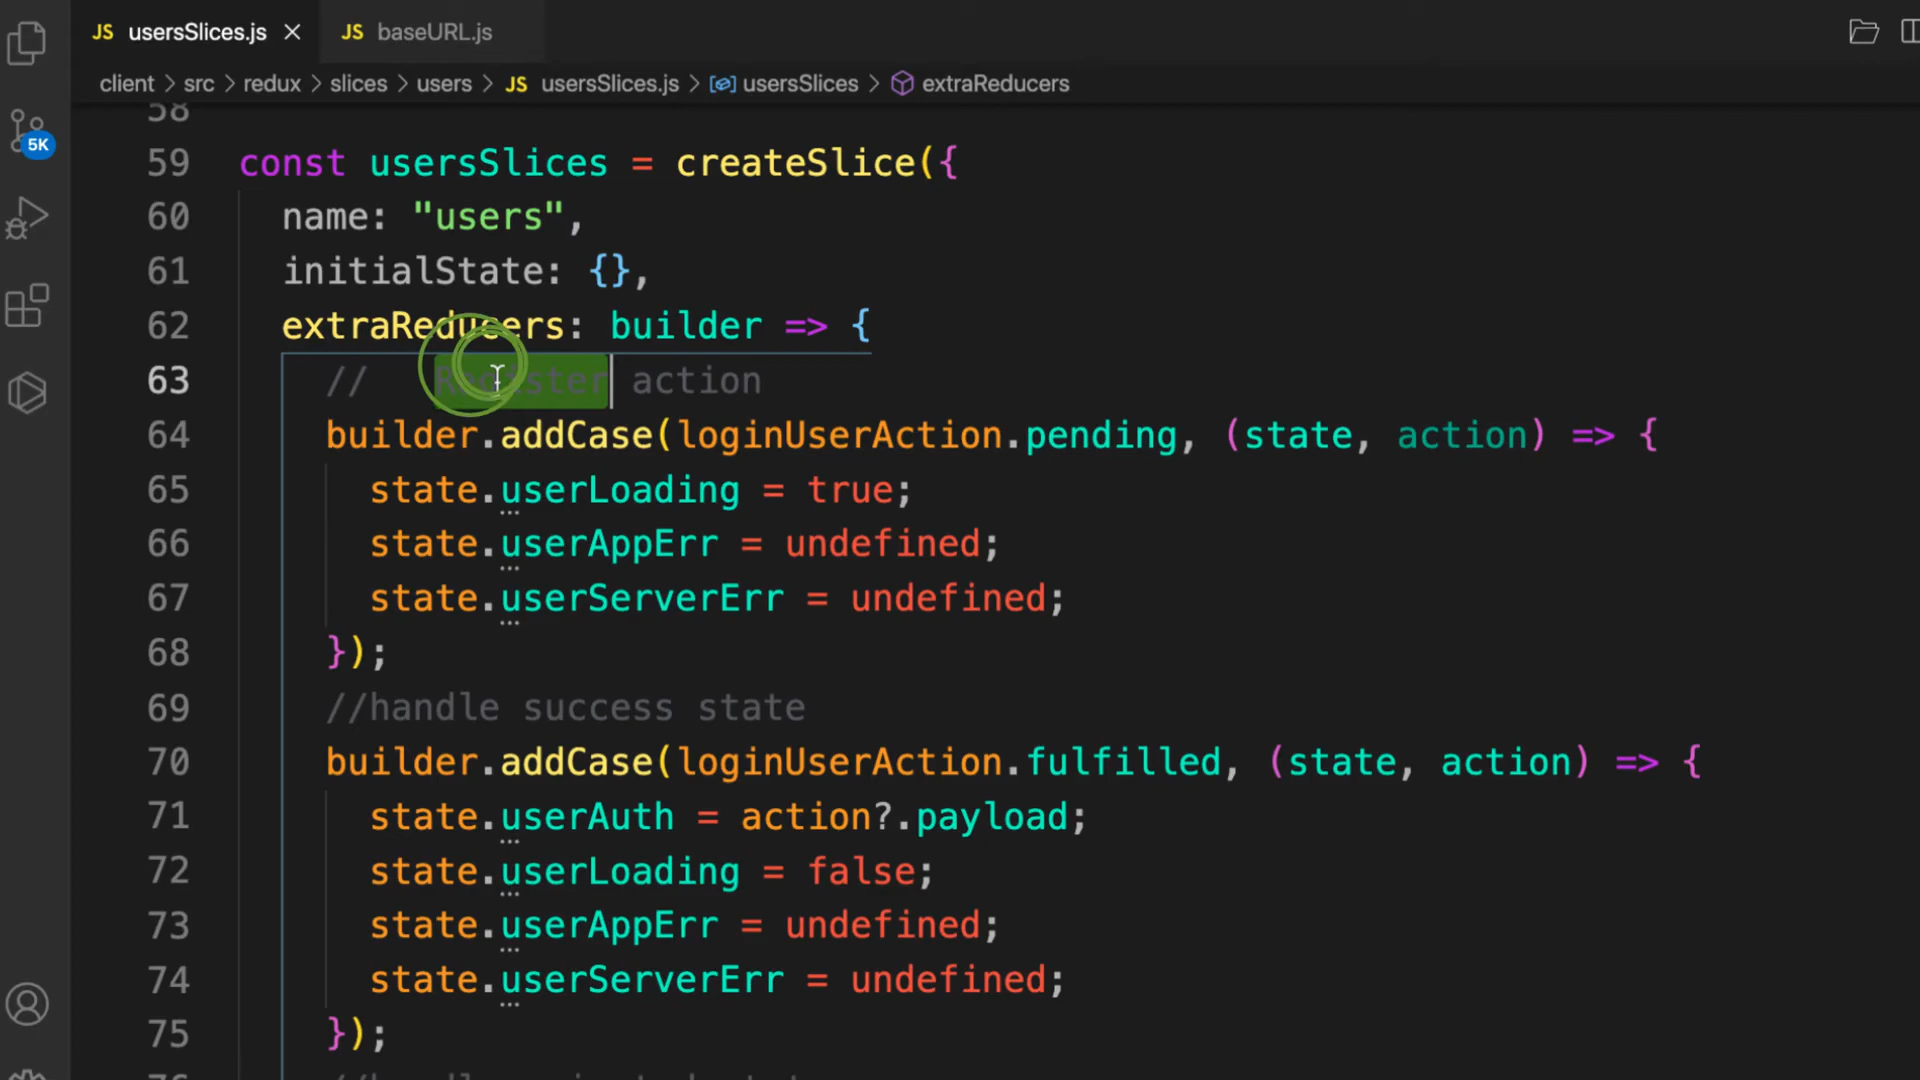 JS usersSlices.js
JS baseURL.js
client > src > redux > slices > users > JS usersSlices.js > usersSlices > extraReducers
5K
58
59 const usersSlices = createSlice({
60 name: "users",
61 initialState: {},
62 extraReducers: builder => {
63 // Register action
64 builder.addCase(loginUserAction.pending, (state, action) => {
65 state.userLoading = true;
66 state.userAppErr = undefined;
67 state.userServerErr = undefined;
68 });
69 //handle success state
70 builder.addCase(loginUserAction.fulfilled, (state, action) => {
71 state.userAuth = action?.payload;
72 state.userLoading = false;
73 state.userAppErr = undefined;
74 state.userServerErr = undefined;
75 });